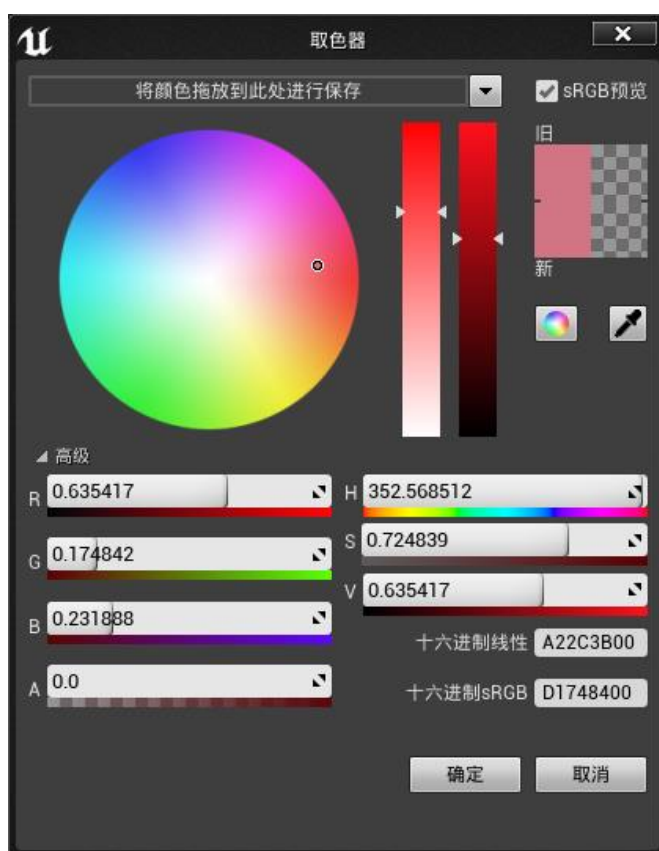 取色器
将颜色拖放到此处进行保存
sRGB预览
旧
新
高级
R 0.635417
H 352.568512
G 0.174842
S 0.724839
B 0.231888
V 0.635417
十六进制线性 A22C3B00
A 0.0
十六进制sRGB D1748400
确定
取消